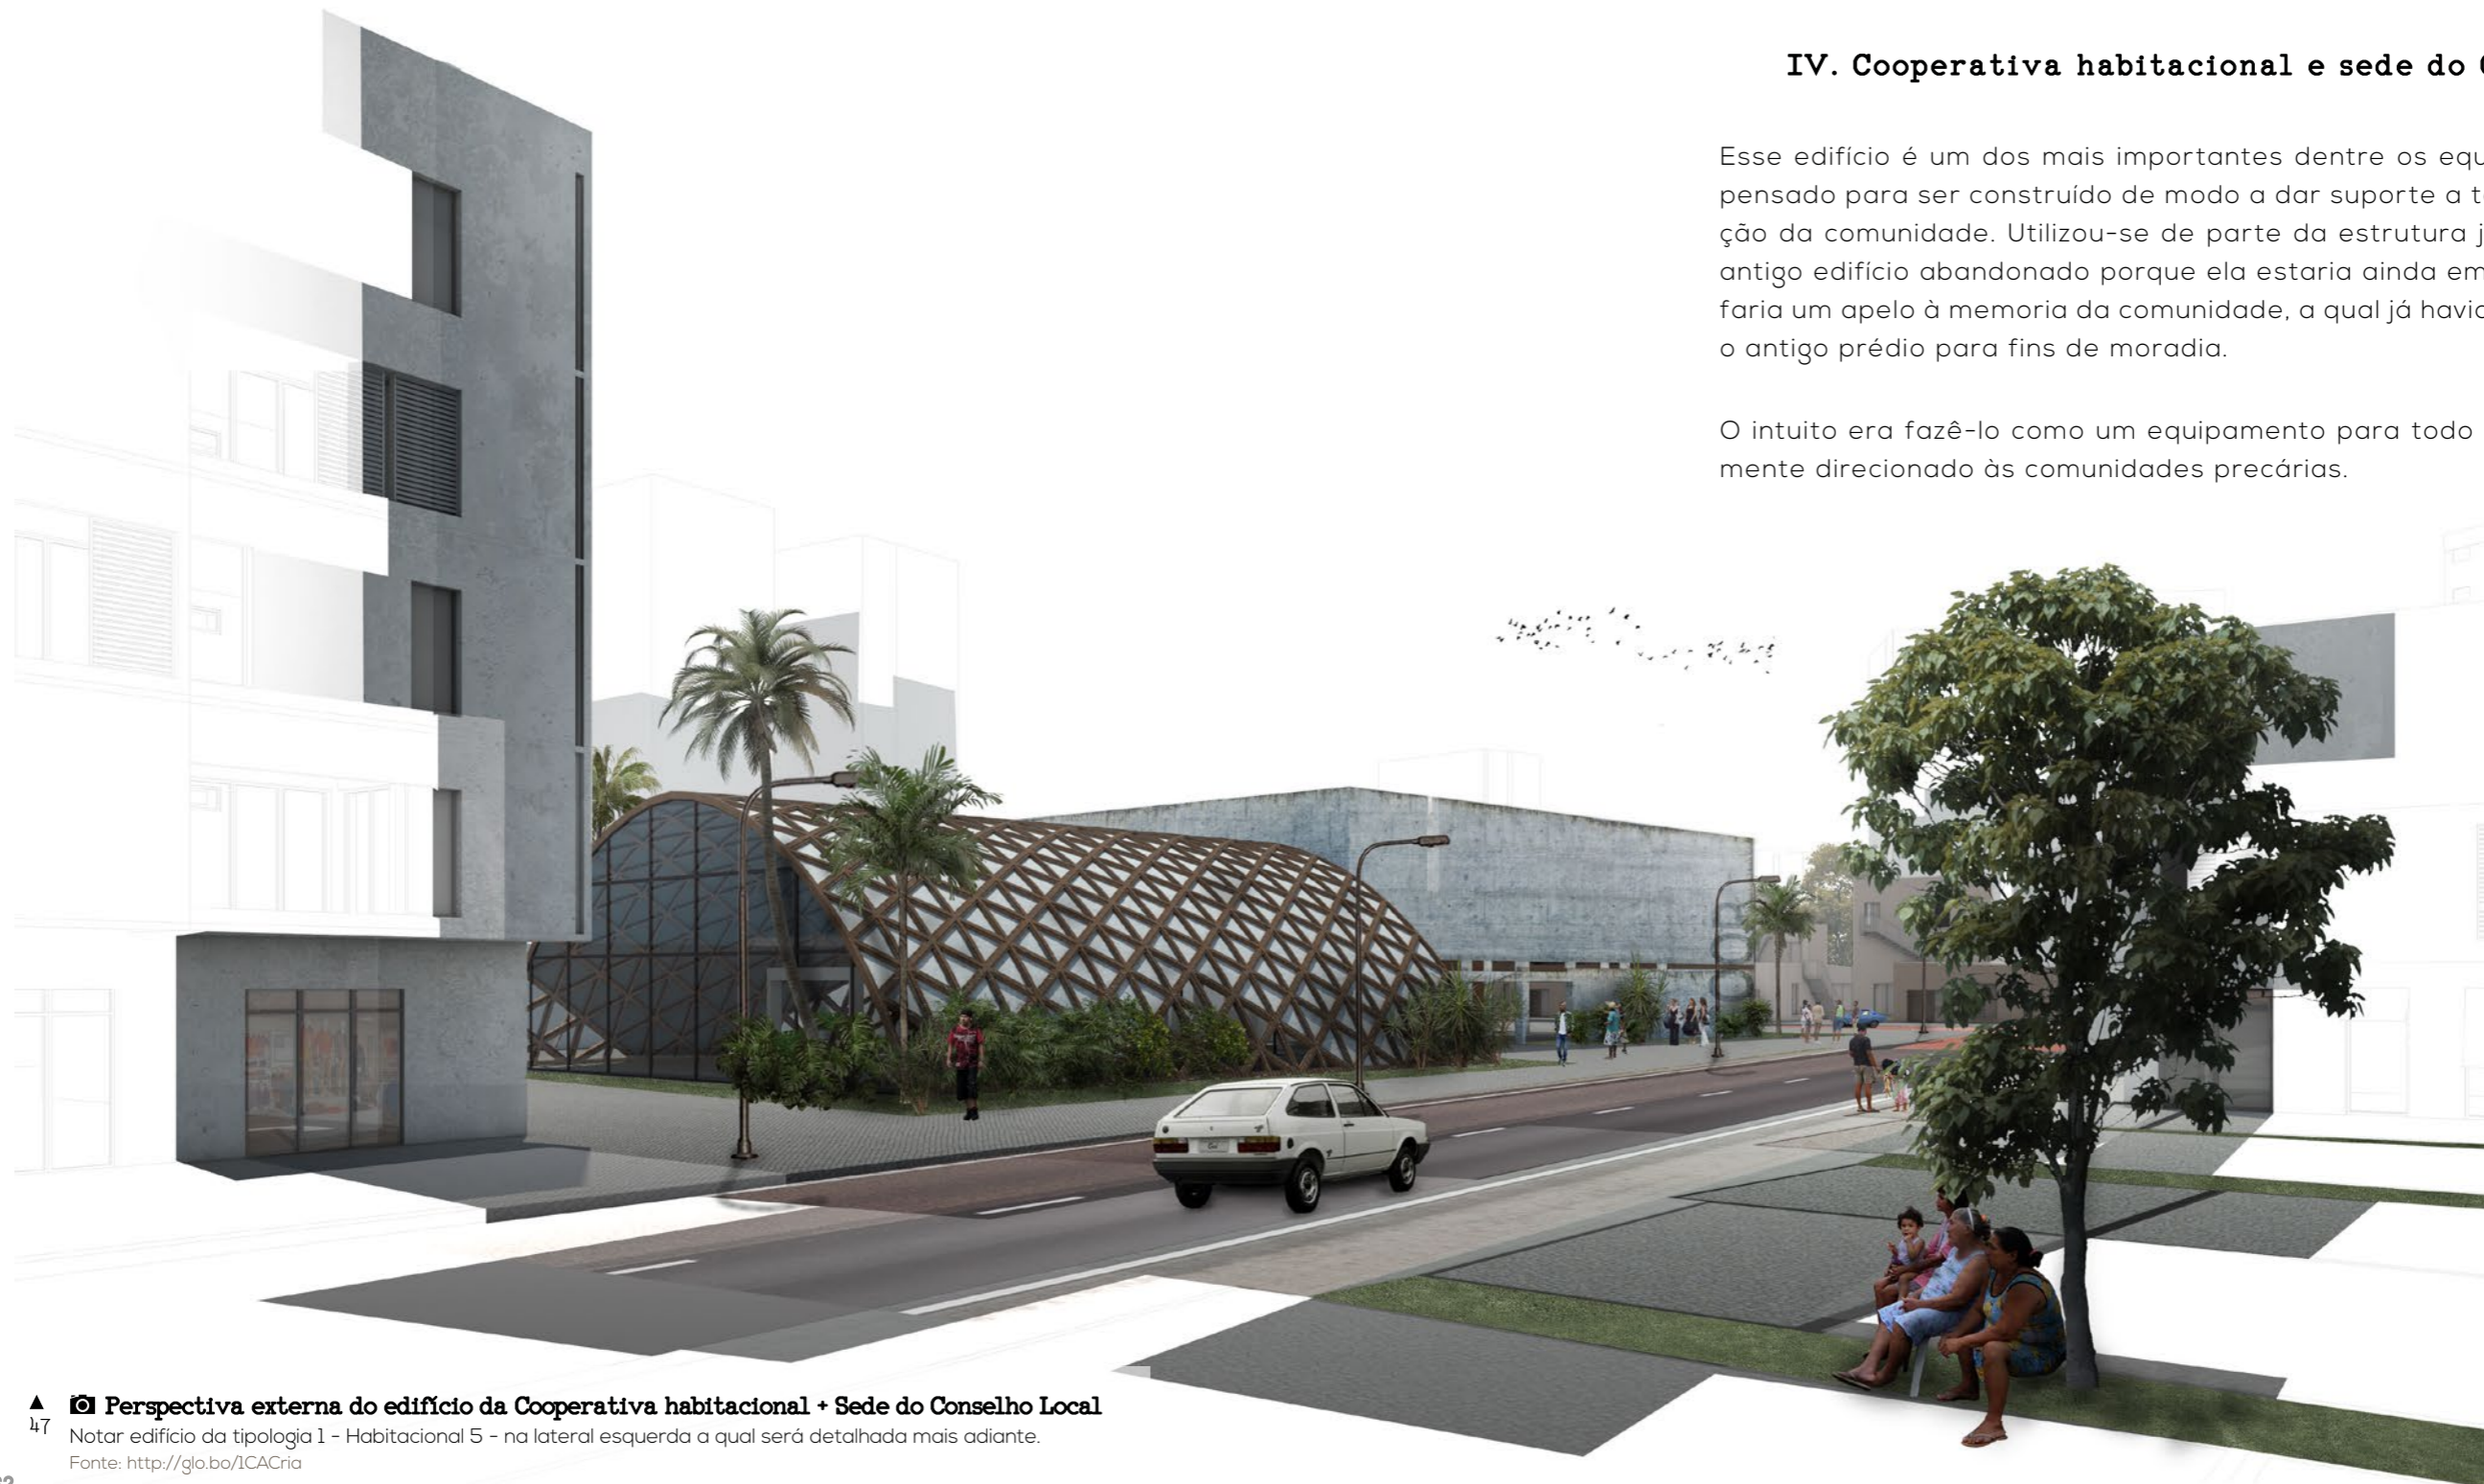 IV. Cooperativa habitacional e sede do
Esse edifício é um dos mais importantes dentre os
pensado para ser construído de modo a dar suporte a
ção da comunidade. Utilizou-se de parte da estrutura
antigo edifício abandonado porque ela estaria ainda em
faria um apelo à memoria da comunidade, a qual já
o antigo prédio para fins de moradia.
O intuito era fazê-lo como um equipamento para todo
mente direcionado às comunidades precárias.
Perspectiva externa do edifício da Cooperativa habitacional + Sede do Conselho Local
47
Notar edifício da tipologia 1 - Habitacional 5 - na lateral esquerda a qual será detalhada mais adiante.
Fonte: http://glo.bo/1CACria